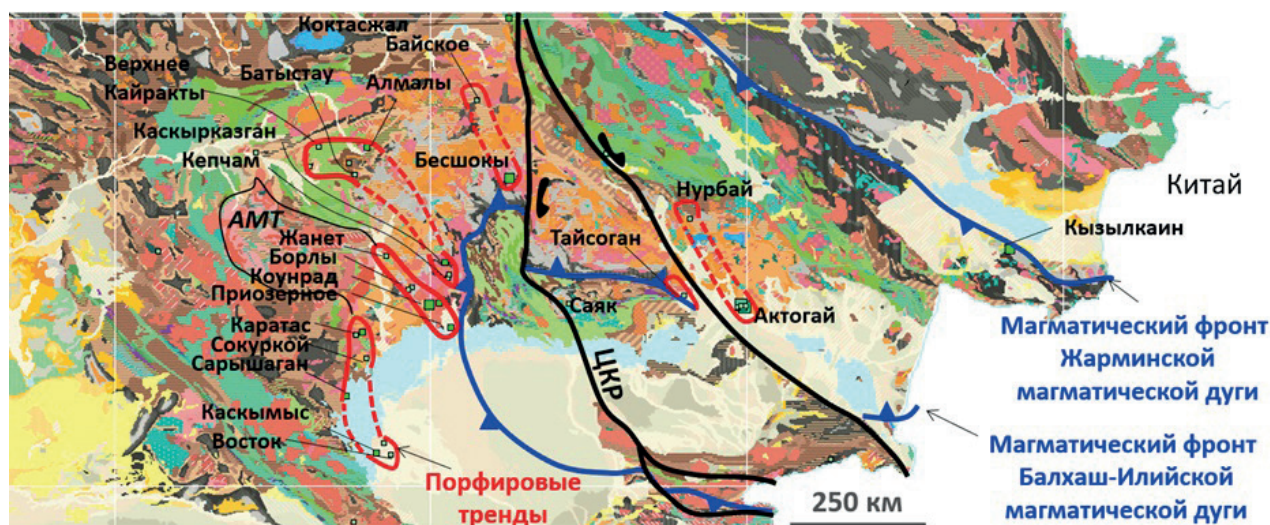 Коктасжал
Байское
Верхнее
Кайракты
Батыстау
Алмалы
Каскырказган
Кепчам
Бесшокы
АМТ
Жанет
Борлы
Коунрад
Приозерное
Каратас
Сокуркой
Сарышаган
Каскымыс
Восток
Нурбай
Тайсоган
Саяк
Актогай
ЦКР
Китай
Кызылкаин
Порфировые
тренды
250 км
Магматический фронт
Жарминской
магматической дуги
Магматический фронт
Балхаш-Илийской
магматической дуги